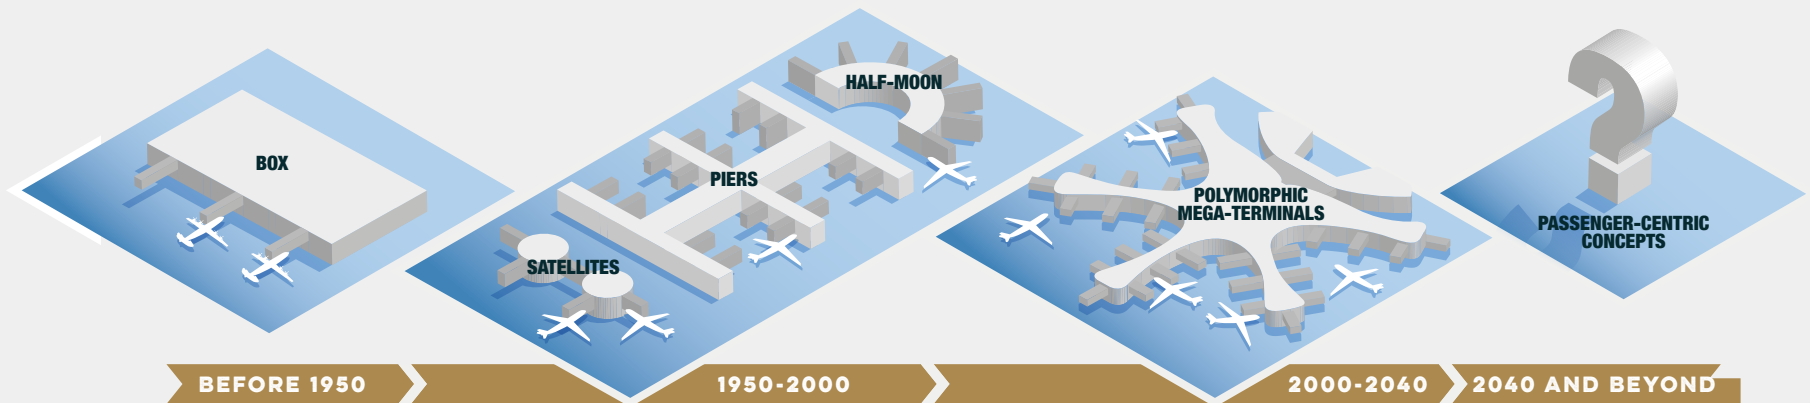 BOX
HALF-MOON
PIERS
SATELLITES
POLYMORPHIC
MEGA-TERMINALS
PASSENGER-CENTRIC
CONCEPTS
BEFORE 1950
1950-2000
2000-2040
2040 AND BEYOND